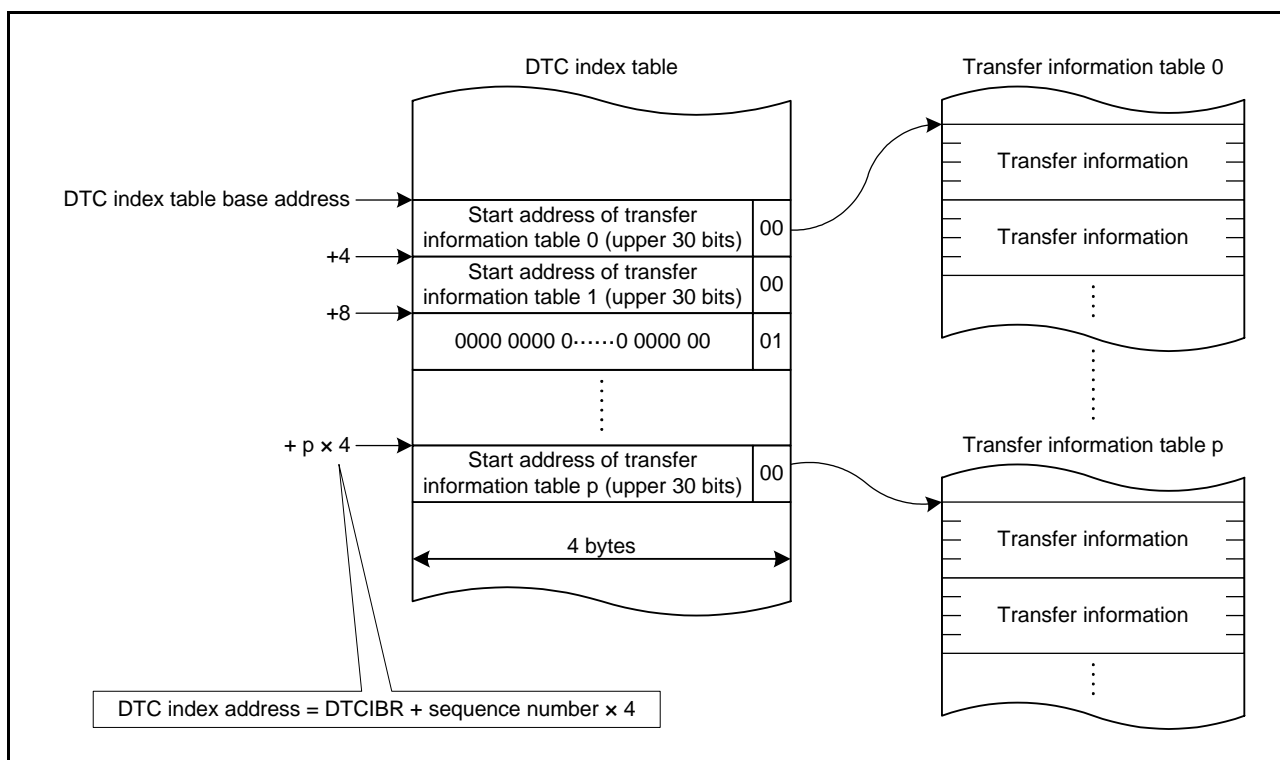 DTC index table
Transfer information table 0
DTC index table base address
Start address of transfer
information table 0 (upper 30 bits)
00
Transfer information
Transfer information
+4
Start address of transfer
information table 1 (upper 30 bits)
00
+8
0000 0000 0······0 0000 00
01
+ p × 4
Start address of transfer
information table p (upper 30 bits)
00
Transfer information table p
Transfer information
Transfer information
4 bytes
DTC index address = DTCIBR + sequence number × 4